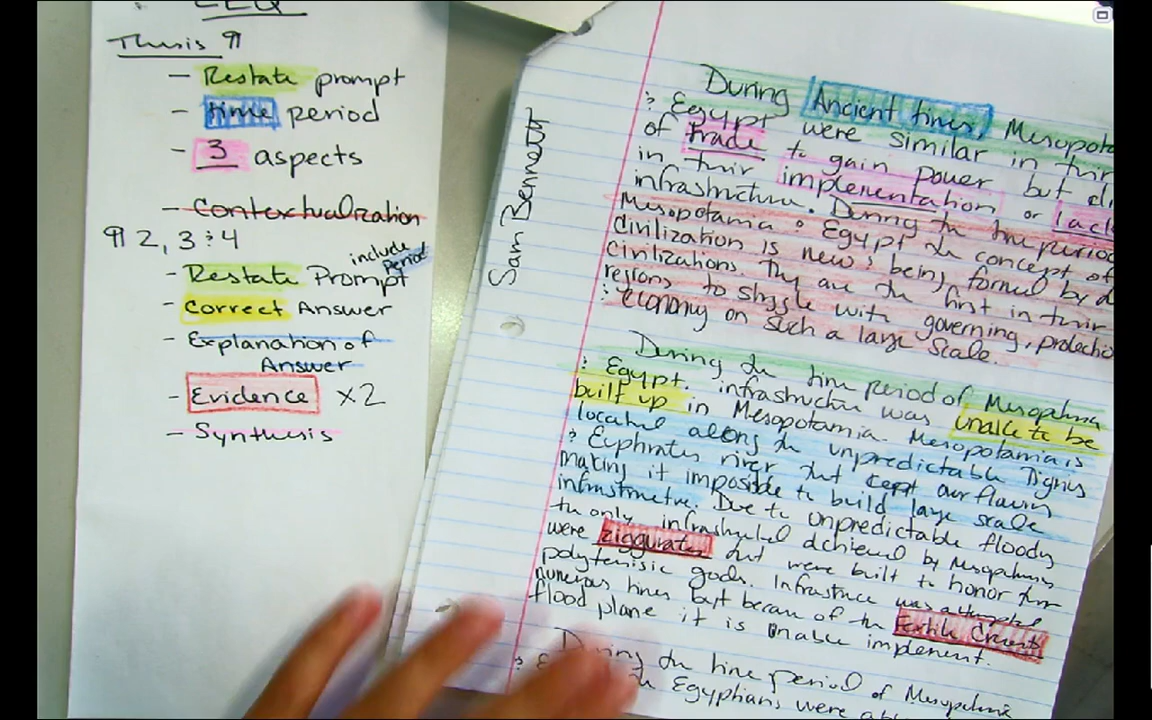 Thesis ¶
- Restate prompt
- time period
- 3 aspects
- Contextualization
¶ 2, 3 & 4
include
period
- Restate Prompt
- Correct Answer
- Explanation of
Answer
- Evidence x2
- Synthesis
Sam Bennett
During Ancient times, Mesopota
& Egypt were similar in their
of trade to gain power but di
in their implementation or lack
infrastructure. During the time period
Mesopotamia & Egypt the concept of
Civilization is new & being formed by
Civilizations. They are the first in their
regions to struggle with governing, protectio
& economy on such a large scale.
During the time period of Mesopotamia
& Egypt. infrastructure was unable to be
built up in Mesopotamia. Mesopotamia is
located along the unpredictable Tigris
& Euphrates river that kept overflowing
making it impossible to build large scale
infrastructure. Due to unpredictable floods
the only achieved by Mesopotamians
were ziggurats that were built to honor their
gods. Infrastructure was attempted
numerous times but because of the Fertile Crescents
flood plane it is unable implement.
During the time period of Mesopotamia
& the Egyptians were